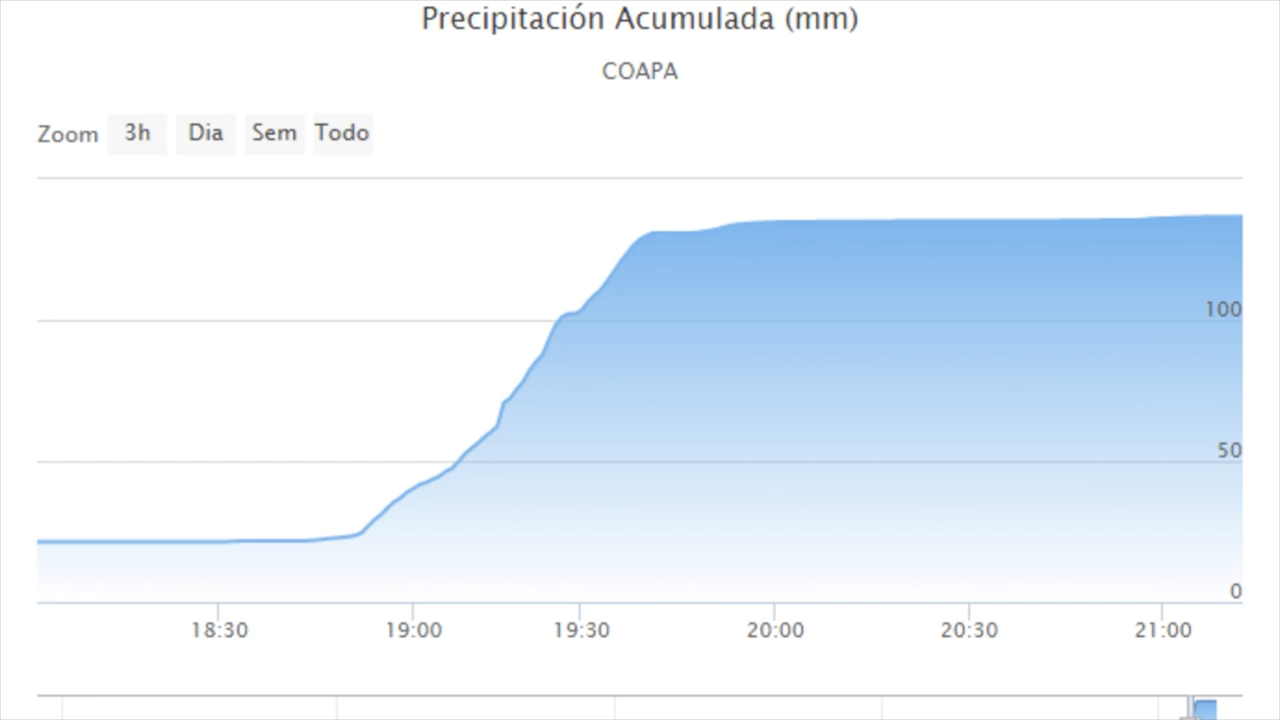 Precipitación Acumulada (mm)
COAPA
Zoom 3h Dia Sem Todo
100
50
0
18:30 19:00 19:30 20:00 20:30 21:00